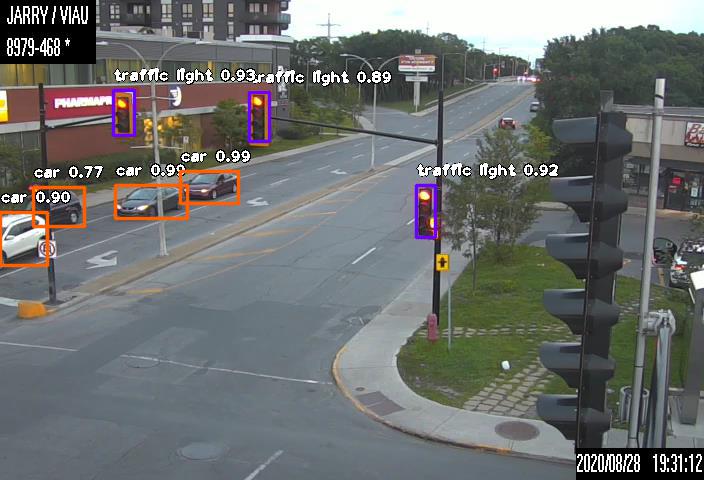 JARRY / VIAU
8979-468 *
traffic light 0.93
traffic light 0.89
PHARMAPR
car 0.77
car 0.99
car 0.99
car 0.90
traffic light 0.92
2020/08/28 19:31:12